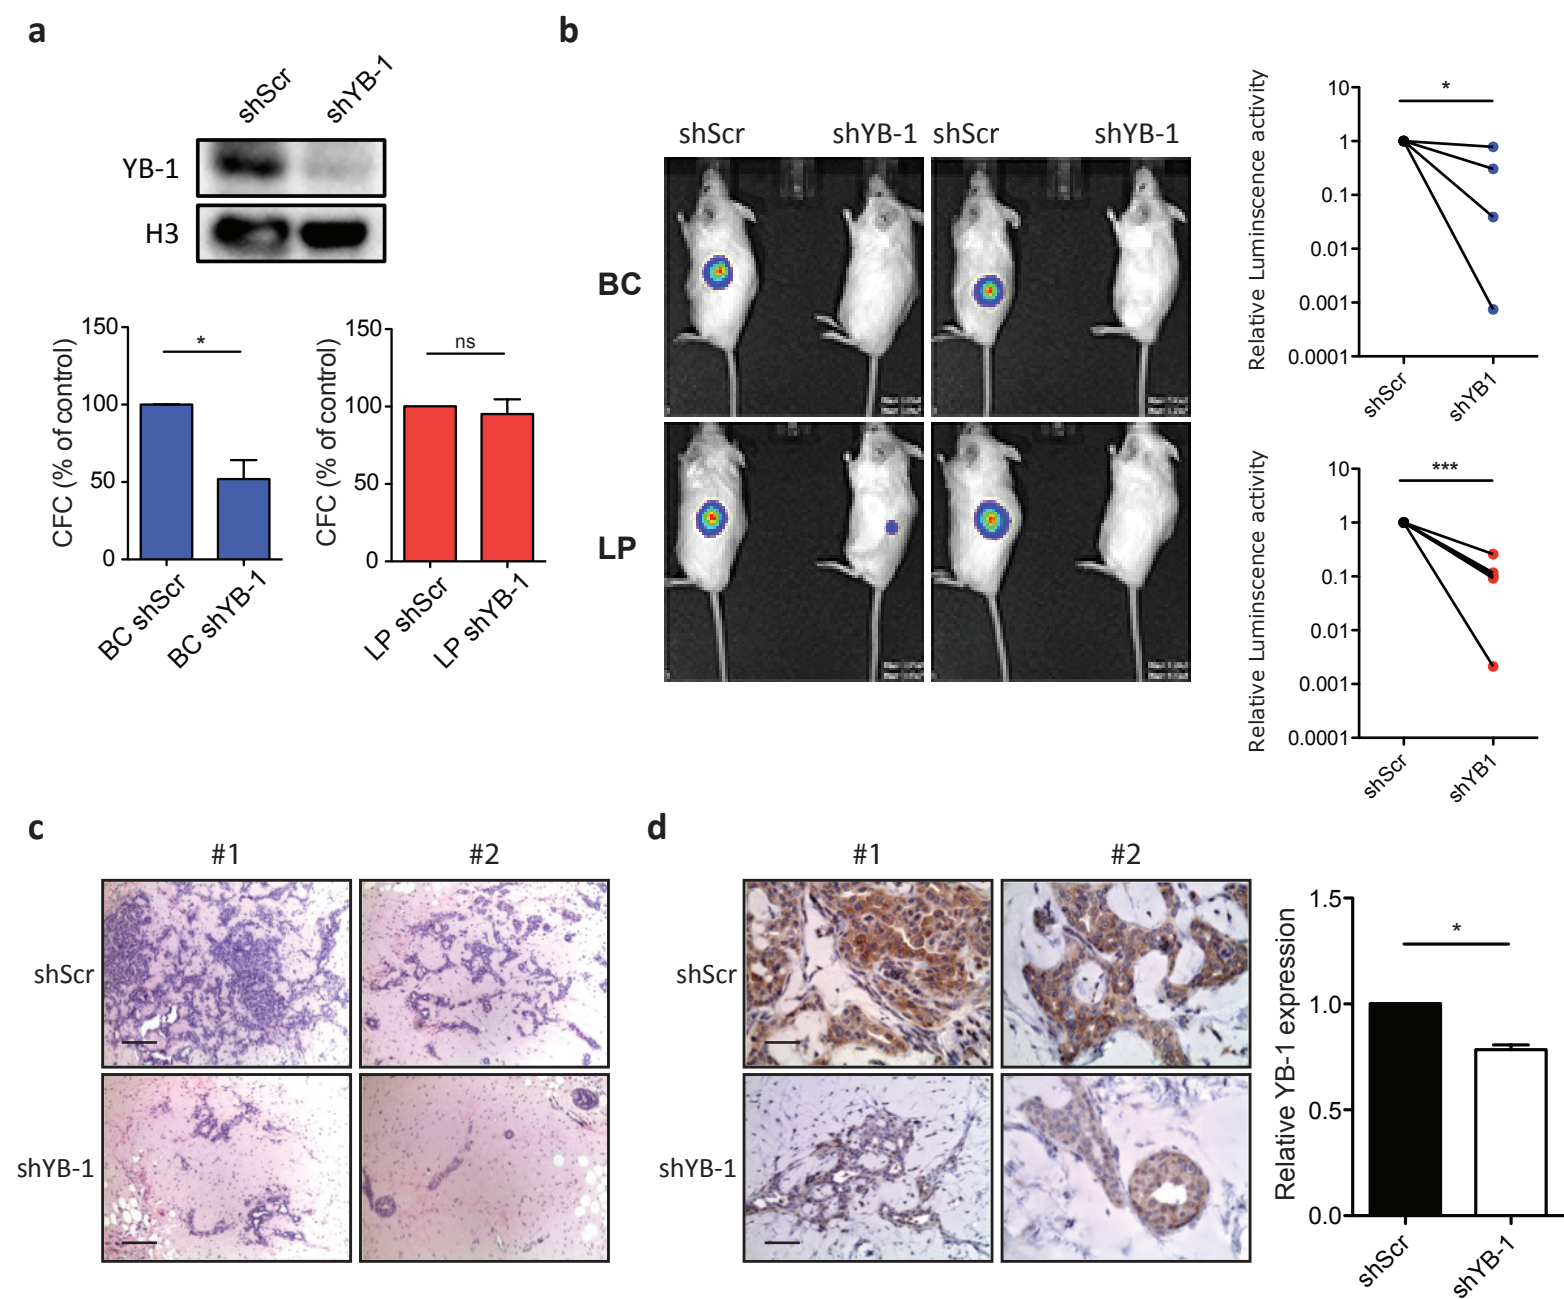 a
shScr
shYB-1
YB-1
H3
CFC (% of control)
150
100
50
0
*
BC shScr
BC shYB-1
CFC (% of control)
150
100
50
0
ns
LP shScr
LP shYB-1
b
shScr
shYB-1
shScr
shYB-1
BC
LP
Relative Luminscence activity
10
1
0.1
0.01
0.001
0.0001
*
shScr
shYB1
Relative Luminscence activity
10
1
0.1
0.01
0.001
0.0001
***
shScr
shYB1
c
#1
#2
shScr
shYB-1
d
#1
#2
shScr
shYB-1
Relative YB-1 expression
1.5
1.0
0.5
0.0
*
shScr
shYB-1